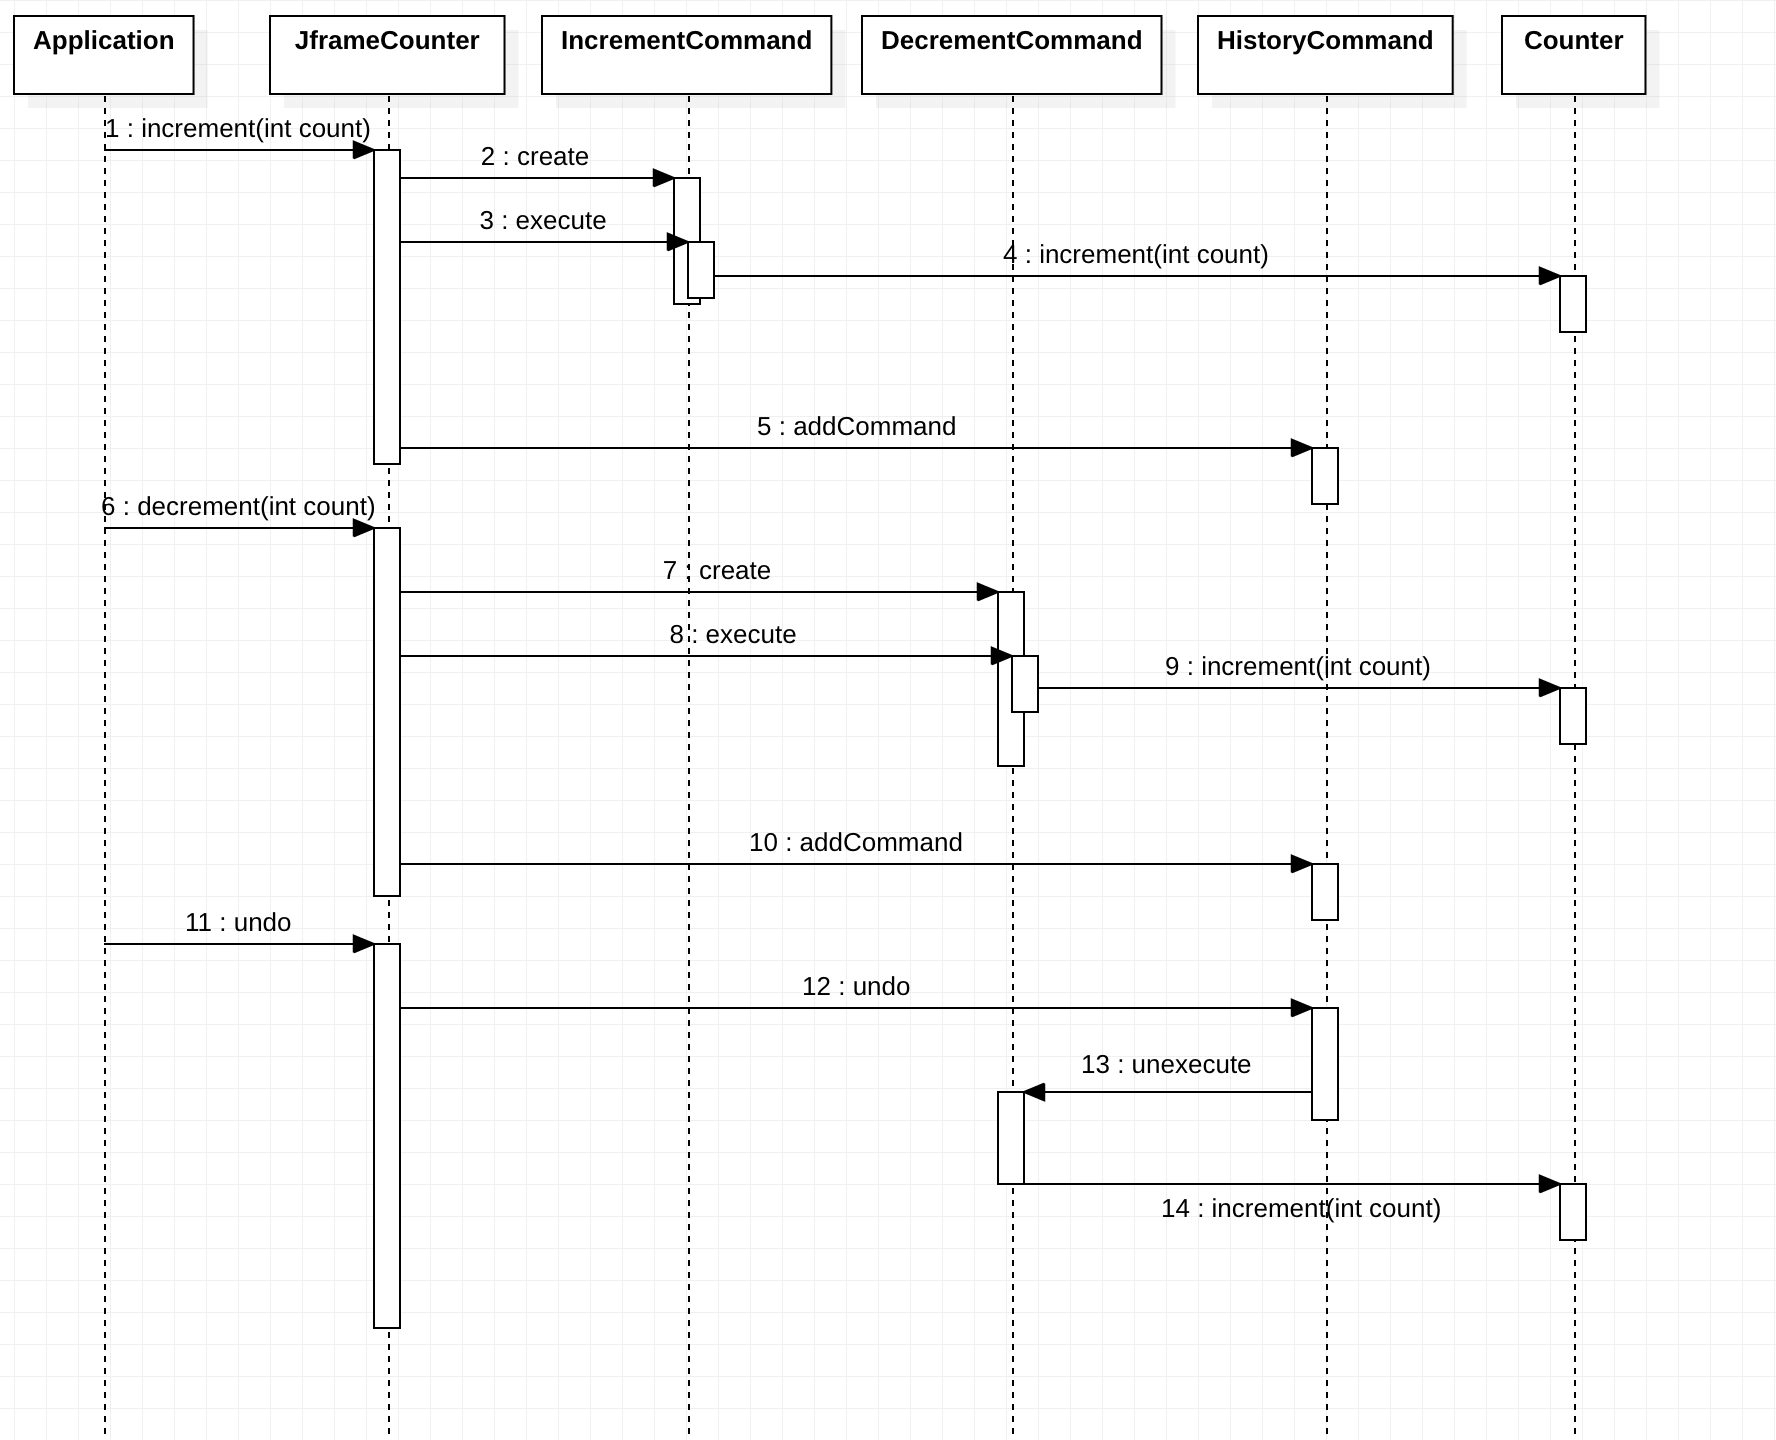 Application
JframeCounter
IncrementCommand
DecrementCommand
HistoryCommand
Counter
1 : increment(int count)
2 : create
3 : execute
4 : increment(int count)
5 : addCommand
6 : decrement(int count)
7 : create
8 : execute
9 : increment(int count)
10 : addCommand
11 : undo
12 : undo
13 : unexecute
14 : increment(int count)